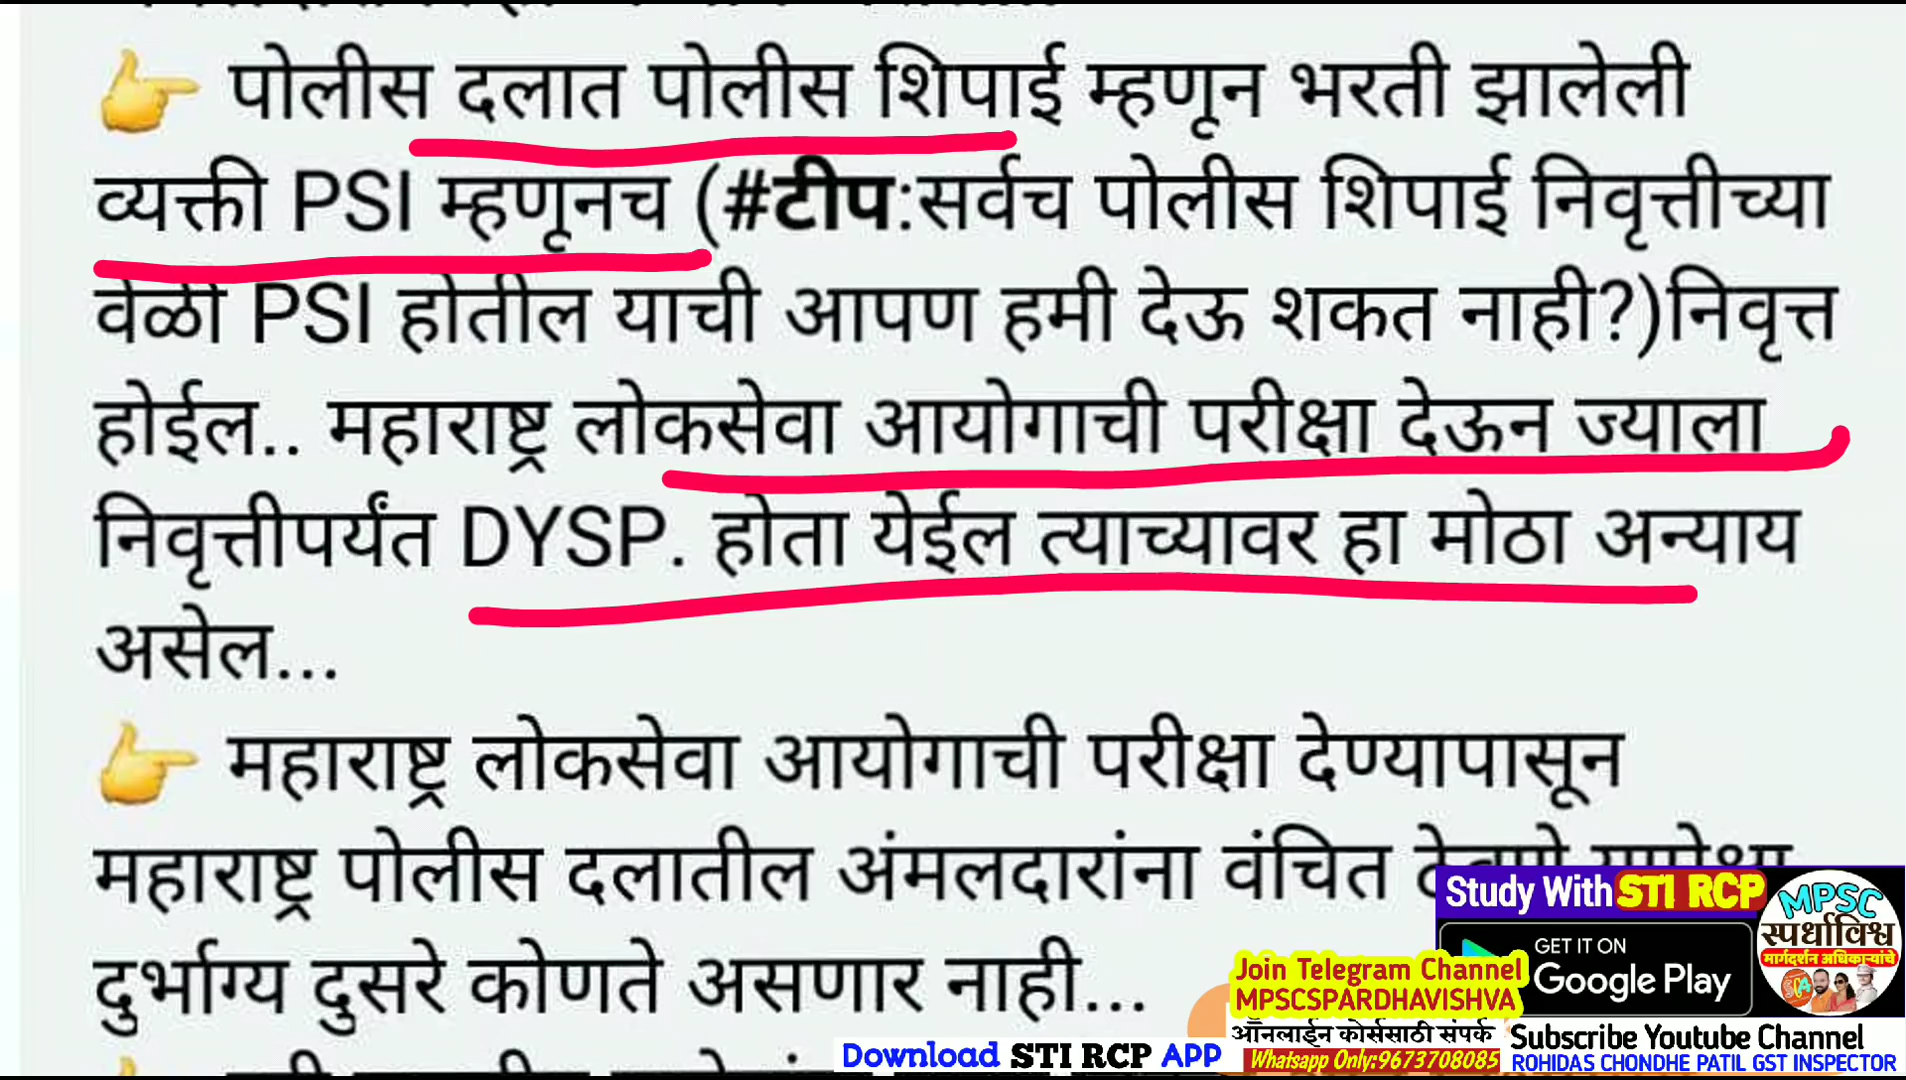 👉 पोलीस दलात पोलीस शिपाई म्हणून भरती झालेली
व्यक्ती PSI म्हणूनच (#टीप:सर्वच पोलीस शिपाई निवृत्तीच्या
वेळी PSI होतील याची आपण हमी देऊ शकत नाही?)निवृत्त
होईल.. महाराष्ट्र लोकसेवा आयोगाची परीक्षा देऊन ज्याला
निवृत्तीपर्यंत DYSP. होता येईल त्याच्यावर हा मोठा अन्याय
असेल...
👉 महाराष्ट्र लोकसेवा आयोगाची परीक्षा देण्यापासून
महाराष्ट्र पोलीस दलातील अंमलदारांना वंचित
दुर्भाग्य दुसरे कोणते असणार नाही...
Study With STI RCP
GET IT ON
Google Play
MPSC
स्पर्धाविश्व
मार्गदर्शन अधिकाऱ्यांचे
Join Telegram Channel
MPSCSPARDHAVISHVA
ऑनलाईन कोर्ससाठी संपर्क
Whatsapp Only:9673708085
Download STI RCP APP
Subscribe Youtube Channel
ROHIDAS CHONDHE PATIL GST INSPECTOR